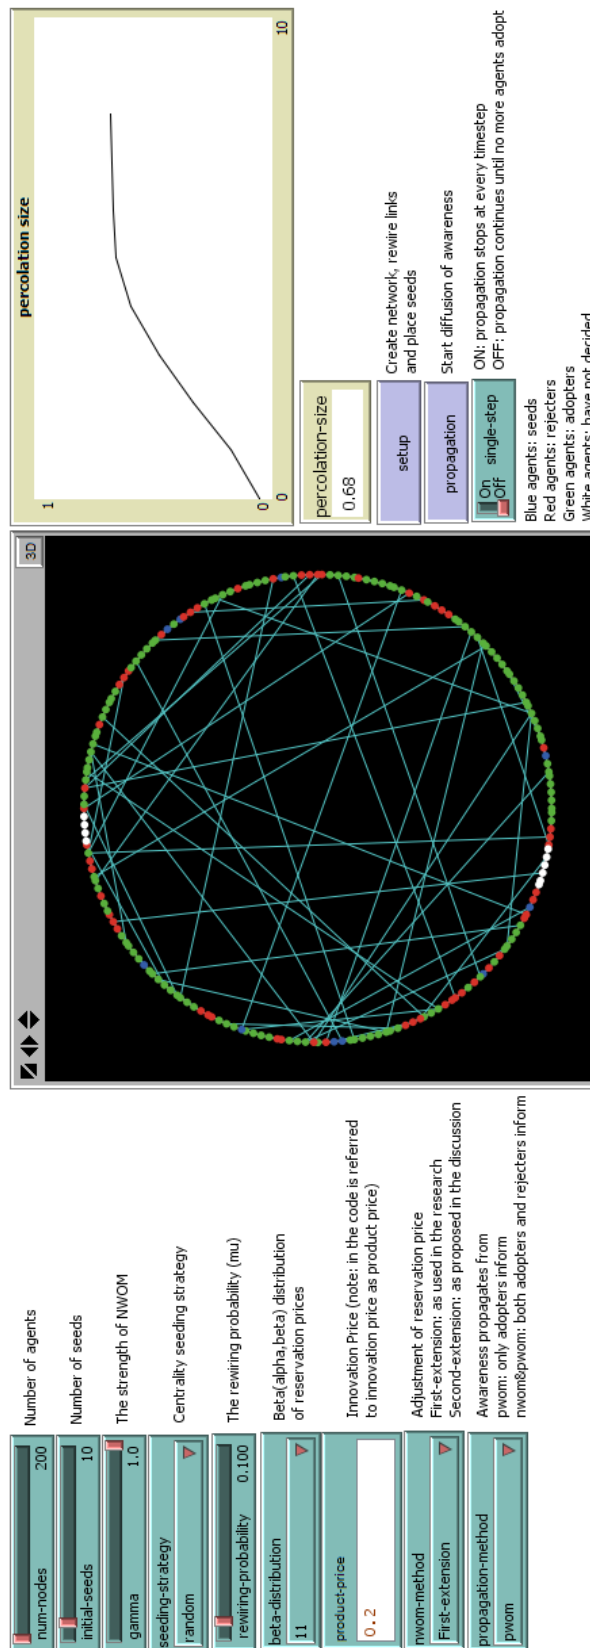 num-nodes 200
Number of agents
initial-seeds 10
Number of seeds
gamma 1.0
The strength of NWOM
seeding-strategy
random
Centrality seeding strategy
rewiring-probability 0.100
The rewiring probability (mu)
beta-distribution
11
Beta(alpha,beta) distribution
of reservation prices
product-price
0.2
Innovation Price (note: in the code is referred
to innovation price as product price)
nwom-method
First-extension
Adjustment of reservation price
First-extension: as used in the research
Second-extension: as proposed in the discussion
propagation-method
pwom
Awareness propagates from
pwom: only adopters inform
nwom&pwom: both adopters and rejecters inform
3D
percolation size
1
0
0
10
percolation-size
0.68
setup
Create network, rewire links
and place seeds
propagation
Start diffusion of awareness
On
Off
single-step
ON: propagation stops at every timestep
OFF: propagation continues until no more agents adopt
Blue agents: seeds
Red agents: rejecters
Green agents: adopters
White agents: have not decided